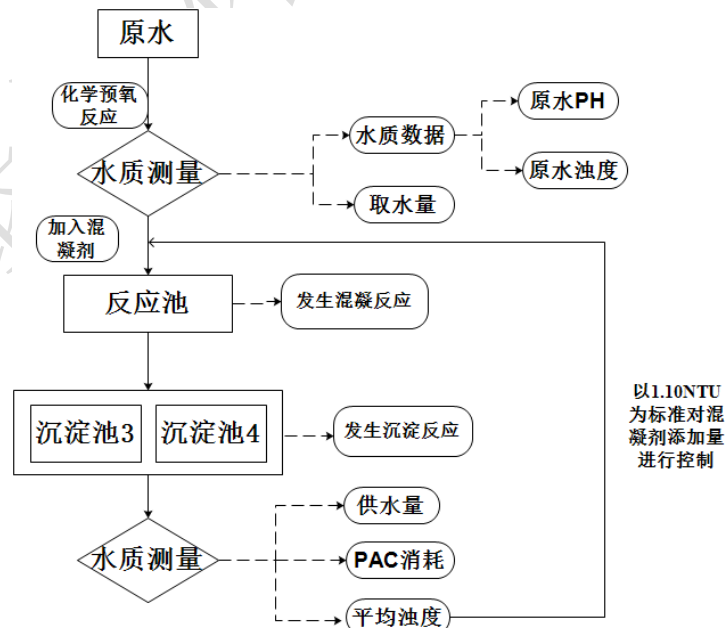 原水
化学预氧
反应
原水PH
水质数据
水质测量
原水浊度
取水量
加入混
凝剂
反应池
发生混凝反应
以1.10NTU
为标准对混
凝剂添加量
进行控制
沉淀池3
沉淀池4
发生沉淀反应
供水量
水质测量
PAC消耗
平均浊度